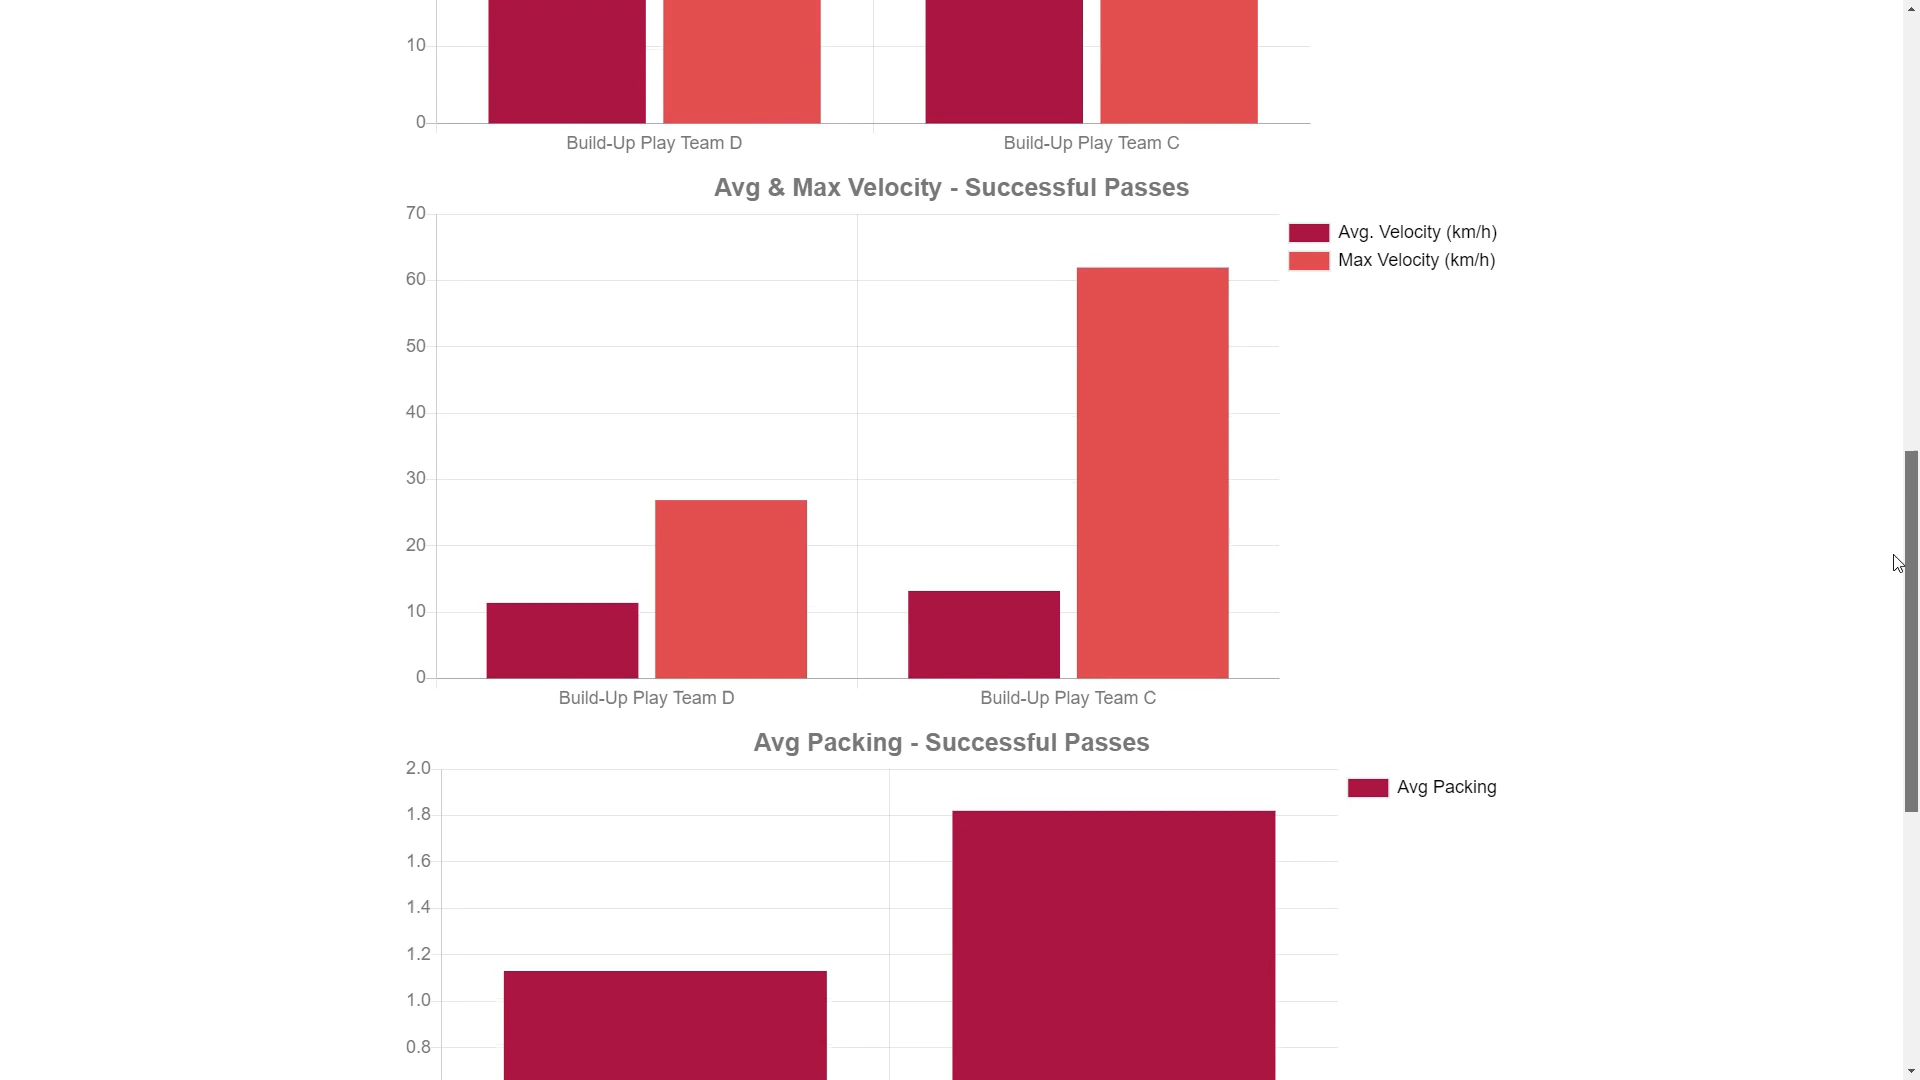 10
0
Build-Up Play Team D
Build-Up Play Team C
Avg & Max Velocity - Successful Passes
70
60
50
40
30
20
10
0
Avg. Velocity (km/h)
Max Velocity (km/h)
Build-Up Play Team D
Build-Up Play Team C
Avg Packing - Successful Passes
2.0
1.8
1.6
1.4
1.2
1.0
0.8
Avg Packing